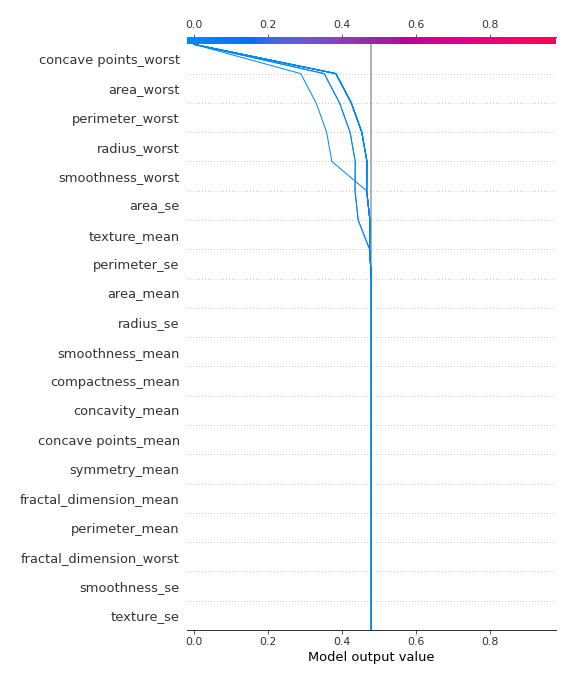 0.0 0.2 0.4 0.6 0.8
concave points_worst
area_worst
perimeter_worst
radius_worst
smoothness_worst
area_se
texture_mean
perimeter_se
area_mean
radius_se
smoothness_mean
compactness_mean
concavity_mean
concave points_mean
symmetry_mean
fractal_dimension_mean
perimeter_mean
fractal_dimension_worst
smoothness_se
texture_se
0.0 0.2 0.4 0.6 0.8
Model output value